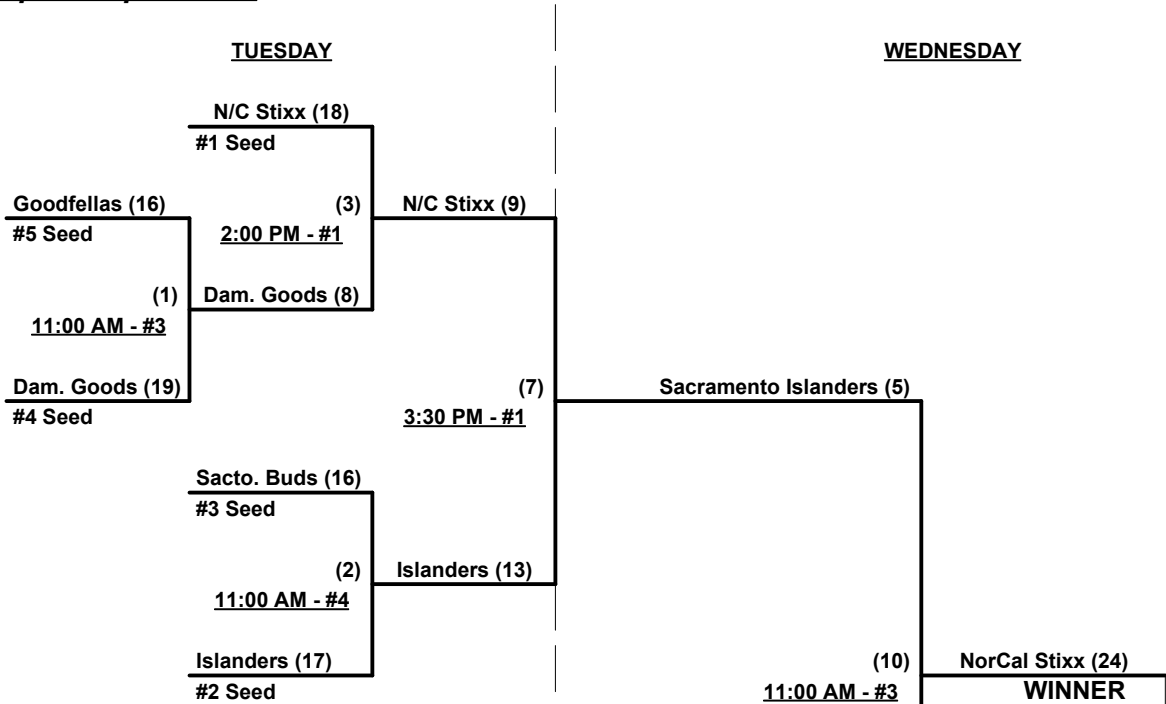 TUESDAY
WEDNESDAY
N/C Stixx (18)
#1 Seed
Goodfellas (16)
(3)
N/C Stixx (9)
#5 Seed
2:00 PM - #1
(1)
Dam. Goods (8)
11:00 AM - #3
Dam. Goods (19)
(7)
Sacramento Islanders (5)
#4 Seed
3:30 PM - #1
Sacto. Buds (16)
#3 Seed
(2)
Islanders (13)
11:00 AM - #4
Islanders (17)
(10)
NorCal Stixx (24)
#2 Seed
11:00 AM - #3
WINNER